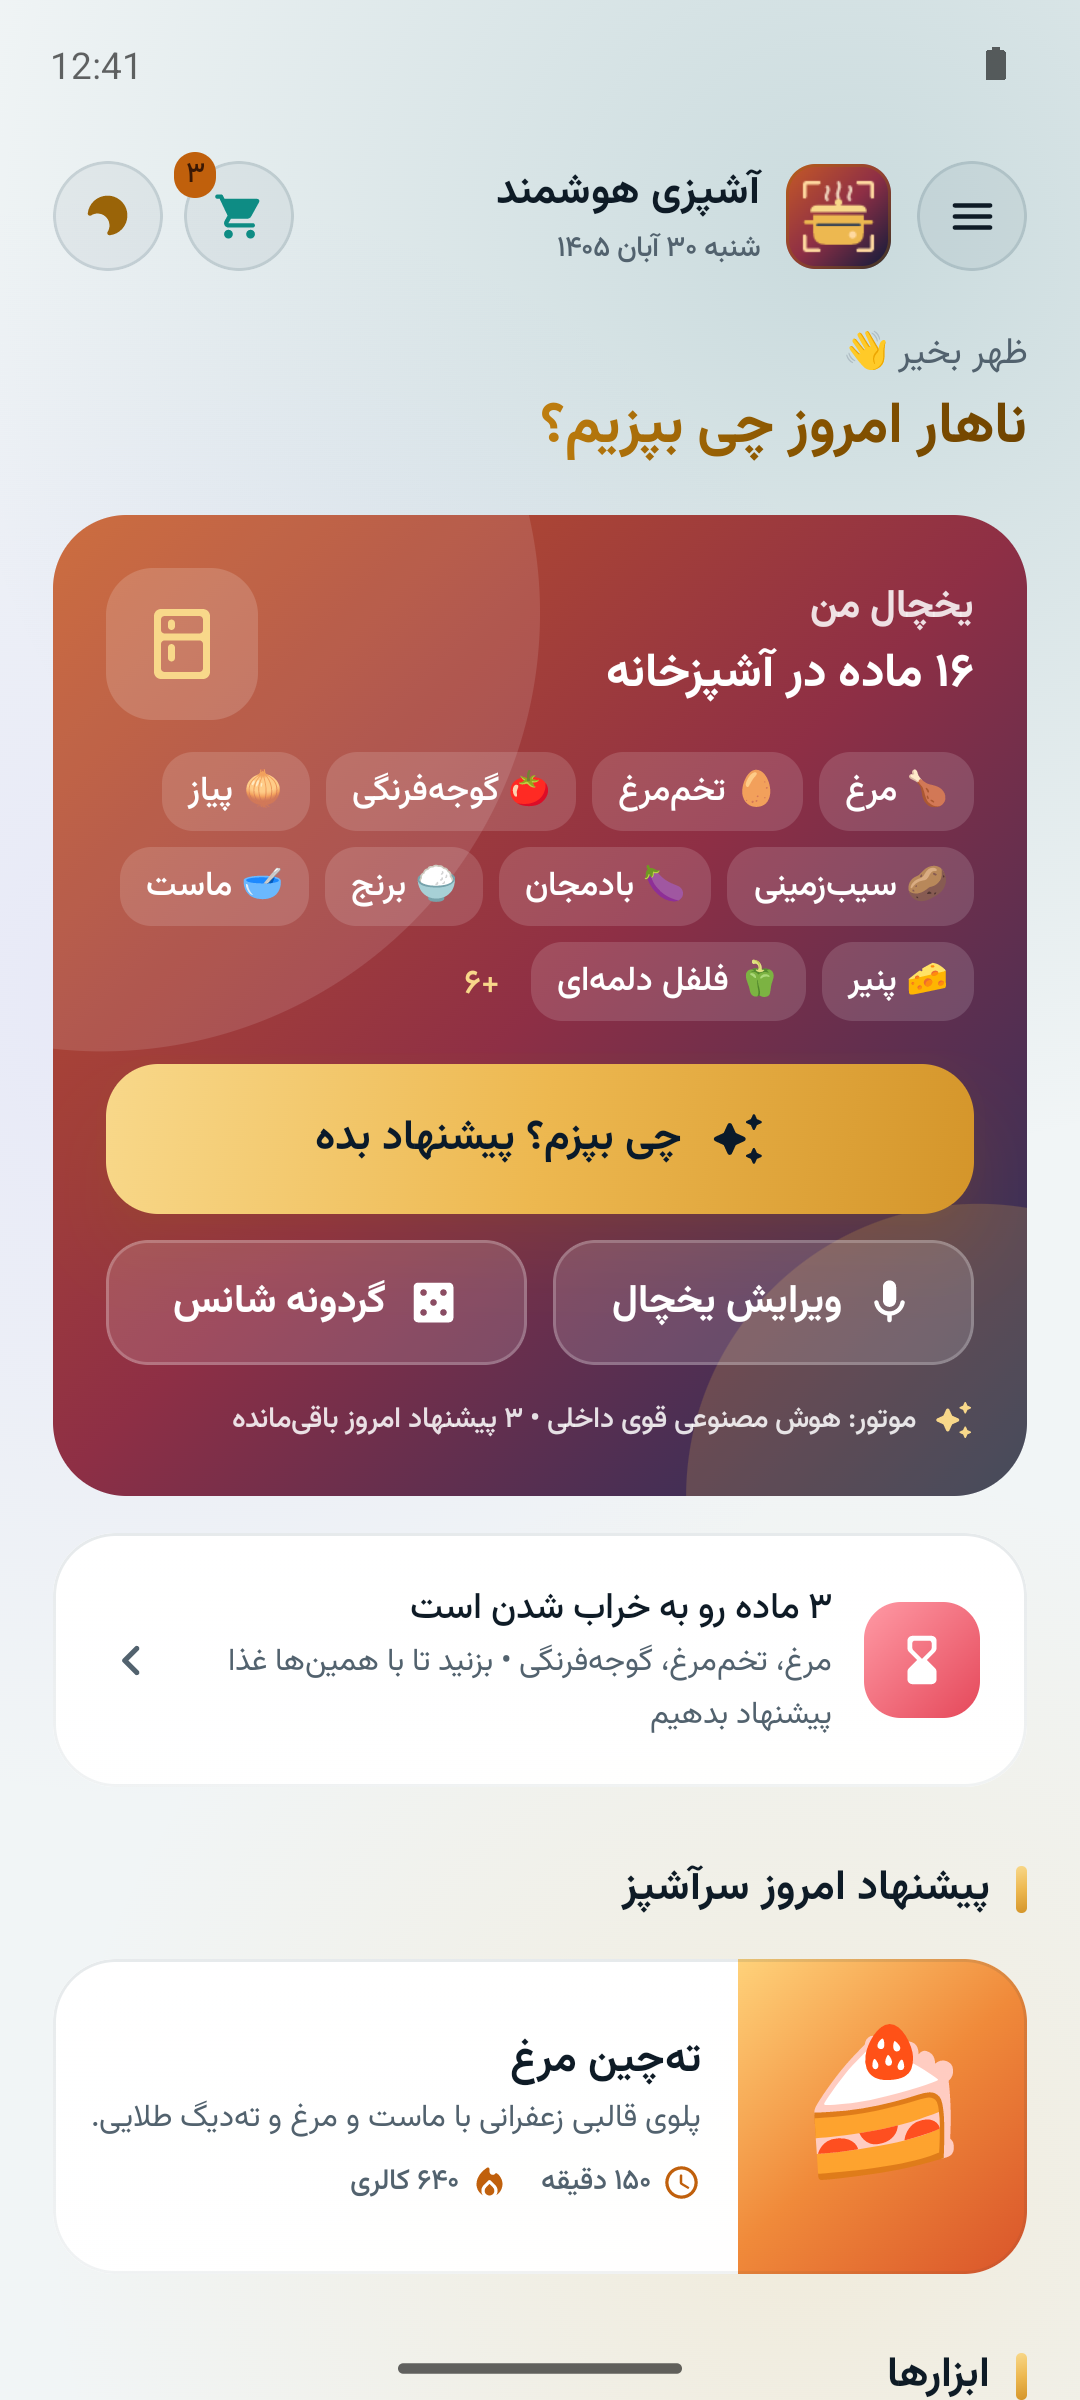 12:41
آشپزی هوشمند
شنبه ۳۰ آبان ۱۴۰۵
۳
ظهر بخیر 👋
ناهار امروز چی بپزیم؟
یخچال من
۱۶ ماده در آشپزخانه
🍗 مرغ 🥚 تخم‌مرغ 🍅 گوجه‌فرنگی 🧅 پیاز
🥔 سیب‌زمینی 🍆 بادمجان 🍚 برنج 🥣 ماست
🧀 پنیر 🫑 فلفل دلمه‌ای +۶
چی بپزم؟ پیشنهاد بده
ویرایش یخچال گردونه شانس
موتور: هوش مصنوعی قوی داخلی • ۳ پیشنهاد امروز باقی‌مانده
۳ ماده رو به خراب شدن است
مرغ، تخم‌مرغ، گوجه‌فرنگی • بزنید تا با همین‌ها غذا
پیشنهاد بدهیم
پیشنهاد امروز سرآشپز
ته‌چین مرغ
پلوی قالبی زعفرانی با ماست و مرغ و ته‌دیگ طلایی.
۱۵۰ دقیقه ۶۴۰ کالری
ابزارها